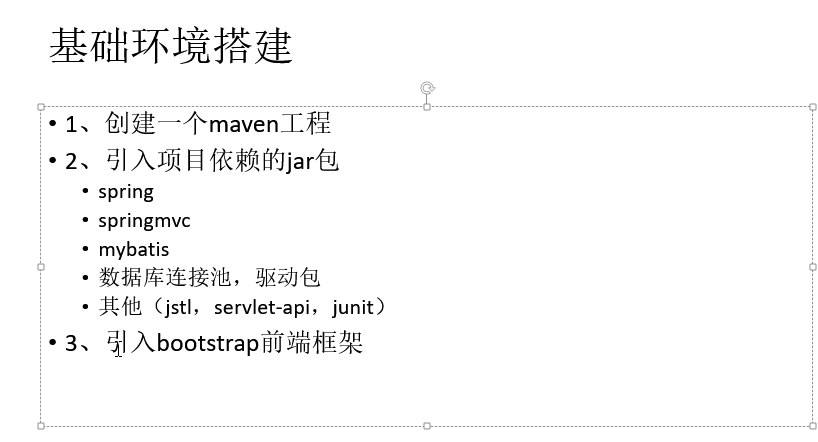 基础环境搭建
• 1、创建一个maven工程
• 2、引入项目依赖的jar包
• spring
• springmvc
• mybatis
• 数据库连接池，驱动包
• 其他（jstl，servlet-api，junit）
• 3、引入bootstrap前端框架